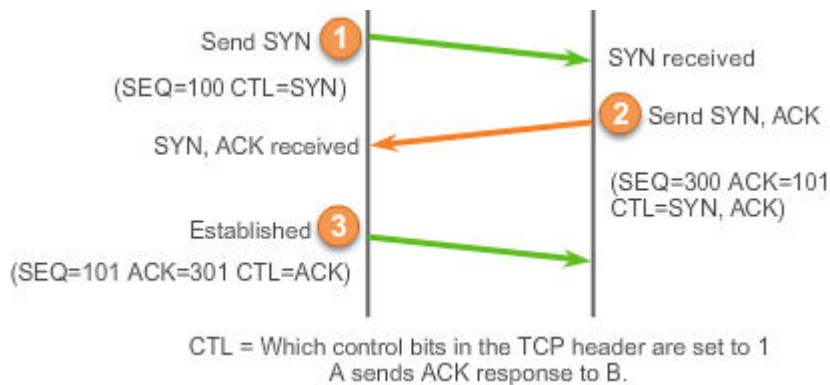 Send SYN 1
(SEQ=100 CTL=SYN)
SYN received
2 Send SYN, ACK
SYN, ACK received
(SEQ=300 ACK=101
CTL=SYN, ACK)
Established 3
(SEQ=101 ACK=301 CTL=ACK)
CTL = Which control bits in the TCP header are set to 1
A sends ACK response to B.